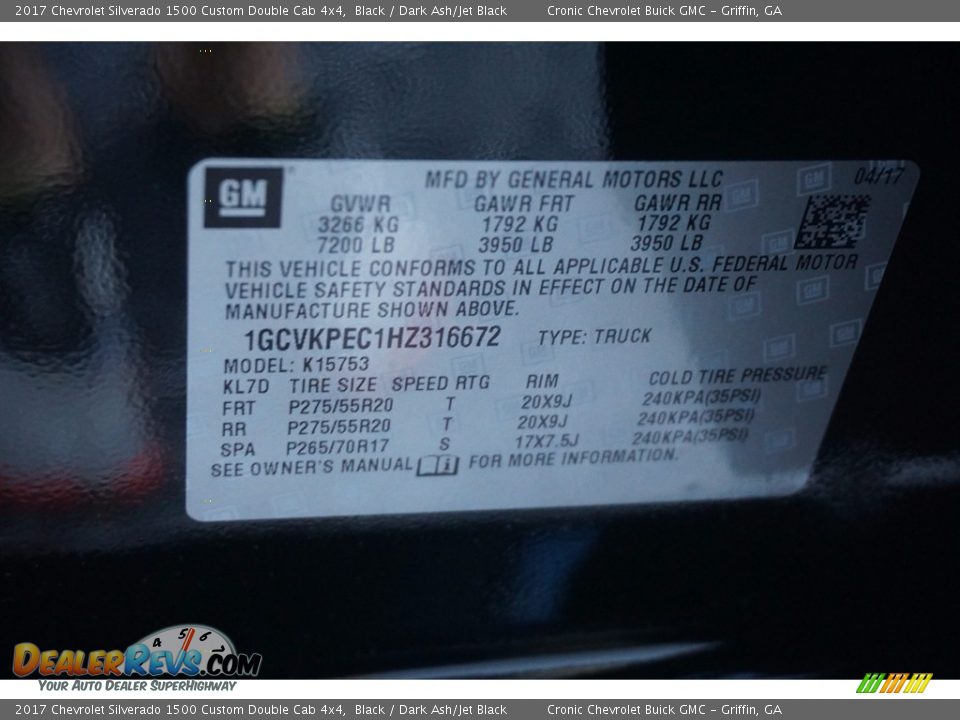 2017 Chevrolet Silverado 1500 Custom Double Cab 4x4, Black / Dark Ash/Jet Black Cronic Chevrolet Buick GMC - Griffin, GA
GM MFD BY GENERAL MOTORS LLC 04/17
GVWR GAWR FRT GAWR RR
3266 KG 1792 KG 1792 KG
7200 LB 3950 LB 3950 LB
THIS VEHICLE CONFORMS TO ALL APPLICABLE U.S. FEDERAL MOTOR
VEHICLE SAFETY STANDARDS IN EFFECT ON THE DATE OF
MANUFACTURE SHOWN ABOVE.
1GCVKPEC1HZ316672 TYPE: TRUCK
MODEL: K15753
KL7D TIRE SIZE SPEED RTG RIM COLD TIRE PRESSURE
FRT P275/55R20 T 20X9J 240KPA(35PSI)
RR P275/55R20 T 20X9J 240KPA(35PSI)
SPA P265/70R17 S 17X7.5J 240KPA(35PSI)
SEE OWNER'S MANUAL FOR MORE INFORMATION.
4 5 6
DEALERREVS.COM
YOUR AUTO DEALER SUPERHIGHWAY
2017 Chevrolet Silverado 1500 Custom Double Cab 4x4, Black / Dark Ash/Jet Black Cronic Chevrolet Buick GMC - Griffin, GA